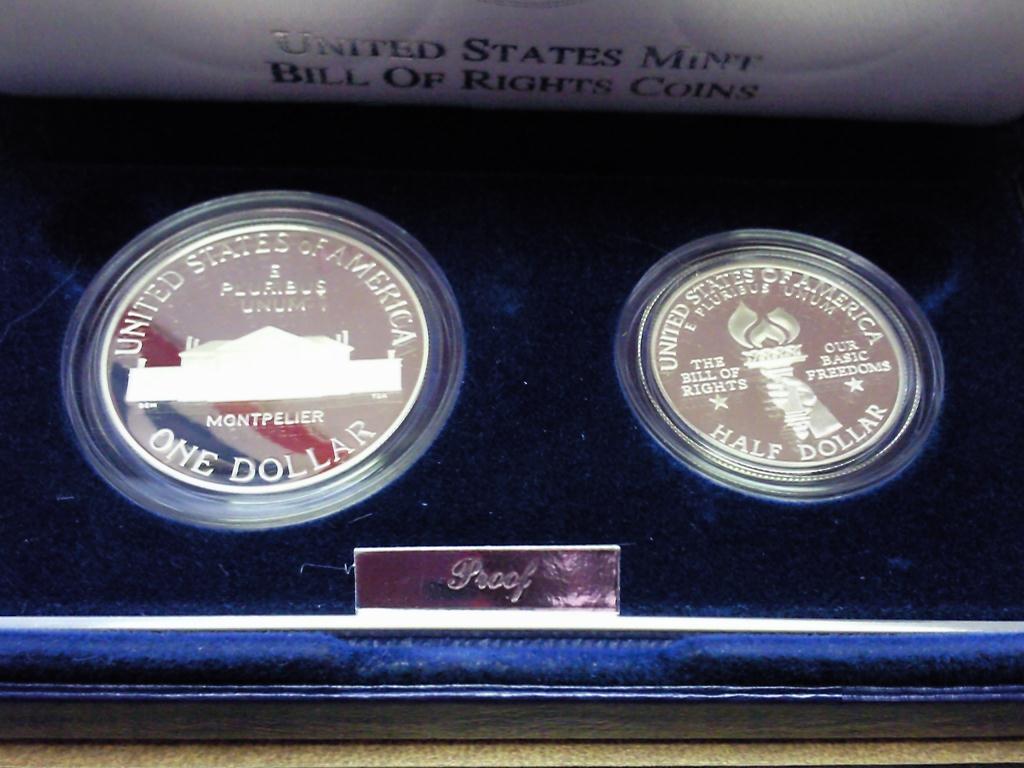 UNITED STATES MINT
BILL OF RIGHTS COINS
UNITED STATES OF AMERICA
E
PLURIBUS
UNUM
MONTPELIER
ONE DOLLAR
UNITED STATES OF AMERICA
E PLURIBUS UNUM
THE
BILL OF
RIGHTS
OUR
BASIC
FREEDOMS
HALF DOLLAR
Proof